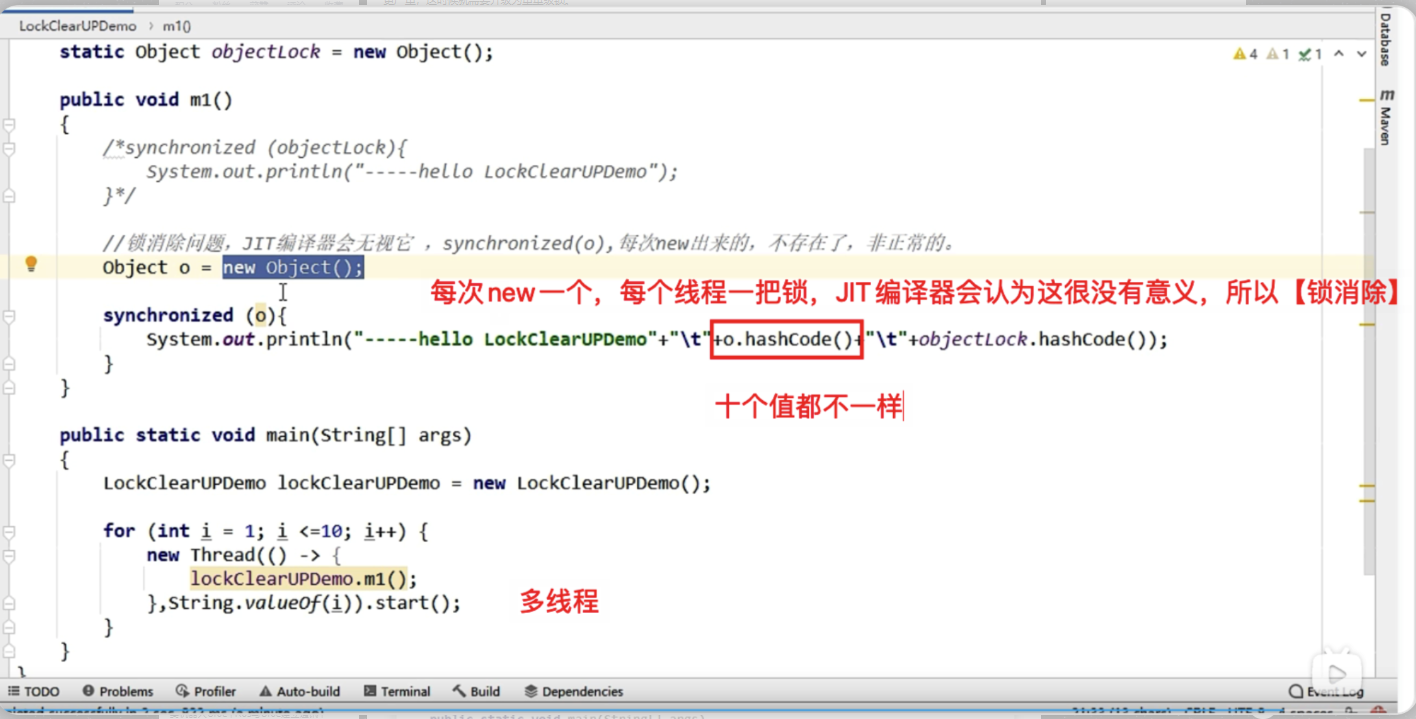 LockClearUPDemo › m1()
static Object objectLock = new Object();
4 1 1
Database
public void m1()
m
Maven
{
/*synchronized (objectLock){
System.out.println("-----hello LockClearUPDemo");
}*/
//锁消除问题，JIT编译器会无视它 ，synchronized(o),每次new出来的，不存在了，非正常的。
Object o = new Object();
每次new一个，每个线程一把锁，JIT 编译器会认为这很没有意义，所以【锁消除】
synchronized (o){
System.out.println("-----hello LockClearUPDemo"+"\t"+o.hashCode()+"\t"+objectLock.hashCode());
}
}
十个值都不一样
public static void main(String[] args)
{
LockClearUPDemo lockClearUPDemo = new LockClearUPDemo();
for (int i = 1; i <=10; i++) {
new Thread(() -> {
lockClearUPDemo.m1();
},String.valueOf(i)).start();
多线程
}
}
}
TODO Problems Profiler Auto-build Terminal Build Dependencies Event Log